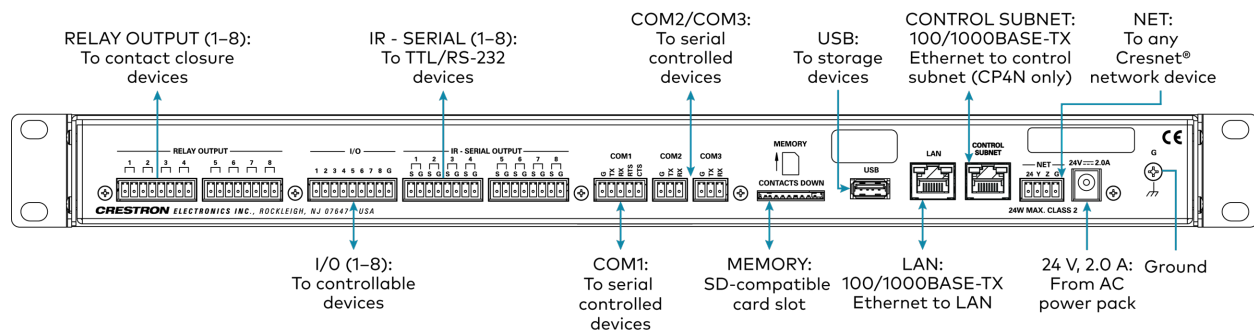 RELAY OUTPUT (1–8):
To contact closure
devices
IR - SERIAL (1–8):
To TTL/RS-232
devices
COM2/COM3:
To serial
controlled
devices
USB:
To storage
devices
CONTROL SUBNET:
100/1000BASE-TX
Ethernet to control
subnet (CP4N only)
NET:
To any
Cresnet®
network device
RELAY OUTPUT
1 2 3 4 5 6 7 8
I/O
1 2 3 4 5 6 7 8 G
IR - SERIAL OUTPUT
1 2 3 4 5 6 7 8
S G S G S G S G S G S G S G S G
COM1
G TX RX RTS CTS
COM2
G TX RX
COM3
G TX RX
MEMORY
CONTACTS DOWN
USB
LAN
CONTROL
SUBNET
NET
24 Y Z G
24V 2.0A
CE
G
24W MAX. CLASS 2
CRESTRON ELECTRONICS INC., ROCKLEIGH, NJ 07647 USA
I/O (1–8):
To controllable
devices
COM1:
To serial
controlled
devices
MEMORY:
SD-compatible
card slot
LAN:
100/1000BASE-TX
Ethernet to LAN
24 V, 2.0 A:
From AC
power pack
Ground